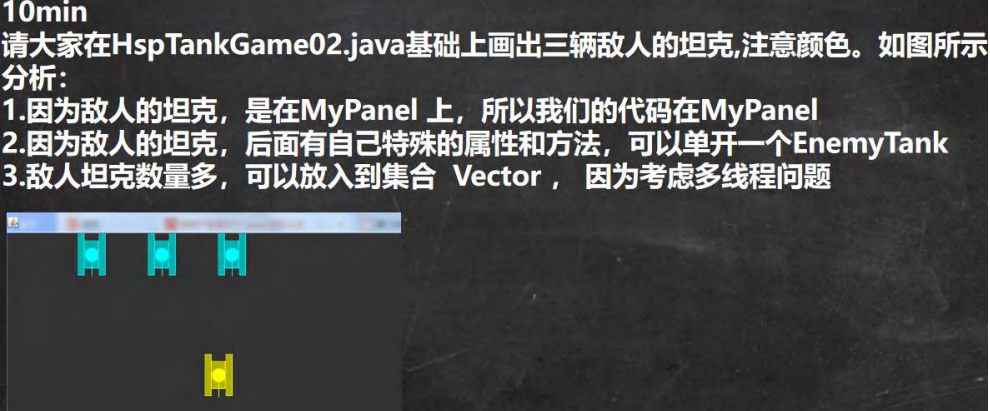 10min
请大家在HspTankGame02.java基础上画出三辆敌人的坦克,注意颜色。如图所示
分析：
1.因为敌人的坦克，是在MyPanel 上，所以我们的代码在MyPanel
2.因为敌人的坦克，后面有自己特殊的属性和方法，可以单开一个EnemyTank
3.敌人坦克数量多，可以放入到集合 Vector ， 因为考虑多线程问题